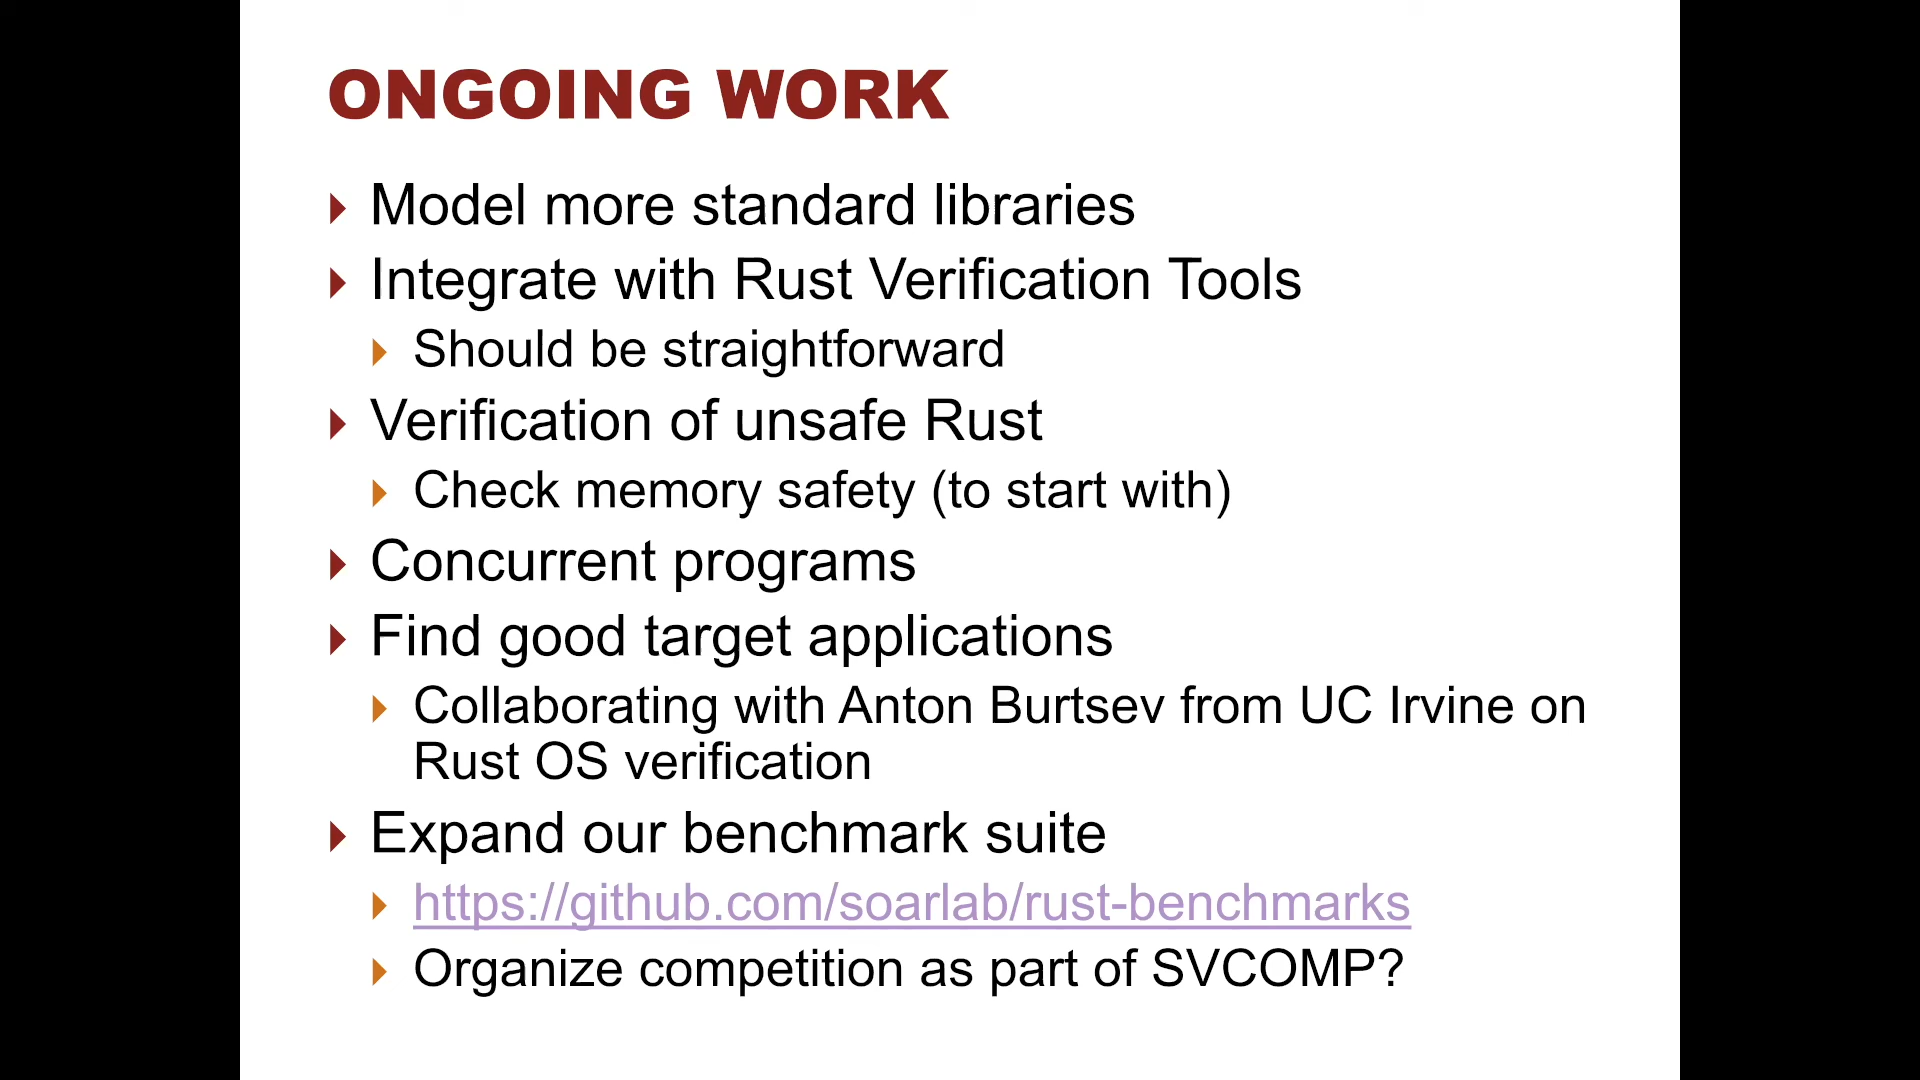 ONGOING WORK
Model more standard libraries
Integrate with Rust Verification Tools
Should be straightforward
Verification of unsafe Rust
Check memory safety (to start with)
Concurrent programs
Find good target applications
Collaborating with Anton Burtsev from UC Irvine on
Rust OS verification
Expand our benchmark suite
https://github.com/soarlab/rust-benchmarks
Organize competition as part of SVCOMP?